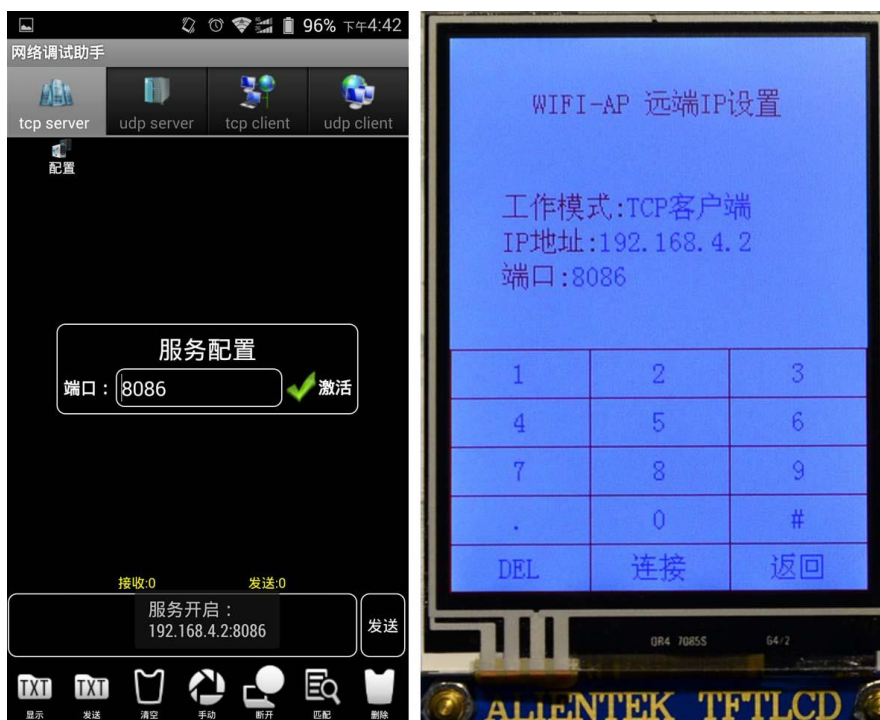 96% 下午4:42
网络调试助手
tcp server
udp server
tcp client
udp client
配置
服务配置
端口：
8086
激活
接收:0
发送:0
服务开启：
192.168.4.2:8086
发送
TXT
TXT
显示
发送
清空
手动
断开
匹配
删除
WIFI-AP 远端IP设置
工作模式:TCP客户端
IP地址:192.168.4.2
端口:8086
1 2 3
4 5 6
7 8 9
. 0 #
DEL 连接 返回
0R4 7085S 64/2
ALIENTEK TFTLCD